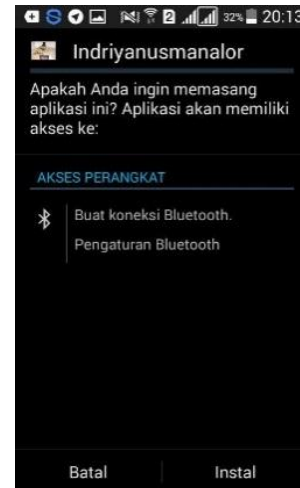 2 32% 20:13
Indriyanusmanalor
Apakah Anda ingin memasang
aplikasi ini? Aplikasi akan memiliki
akses ke:
AKSES PERANGKAT
Buat koneksi Bluetooth.
Pengaturan Bluetooth
Batal Instal